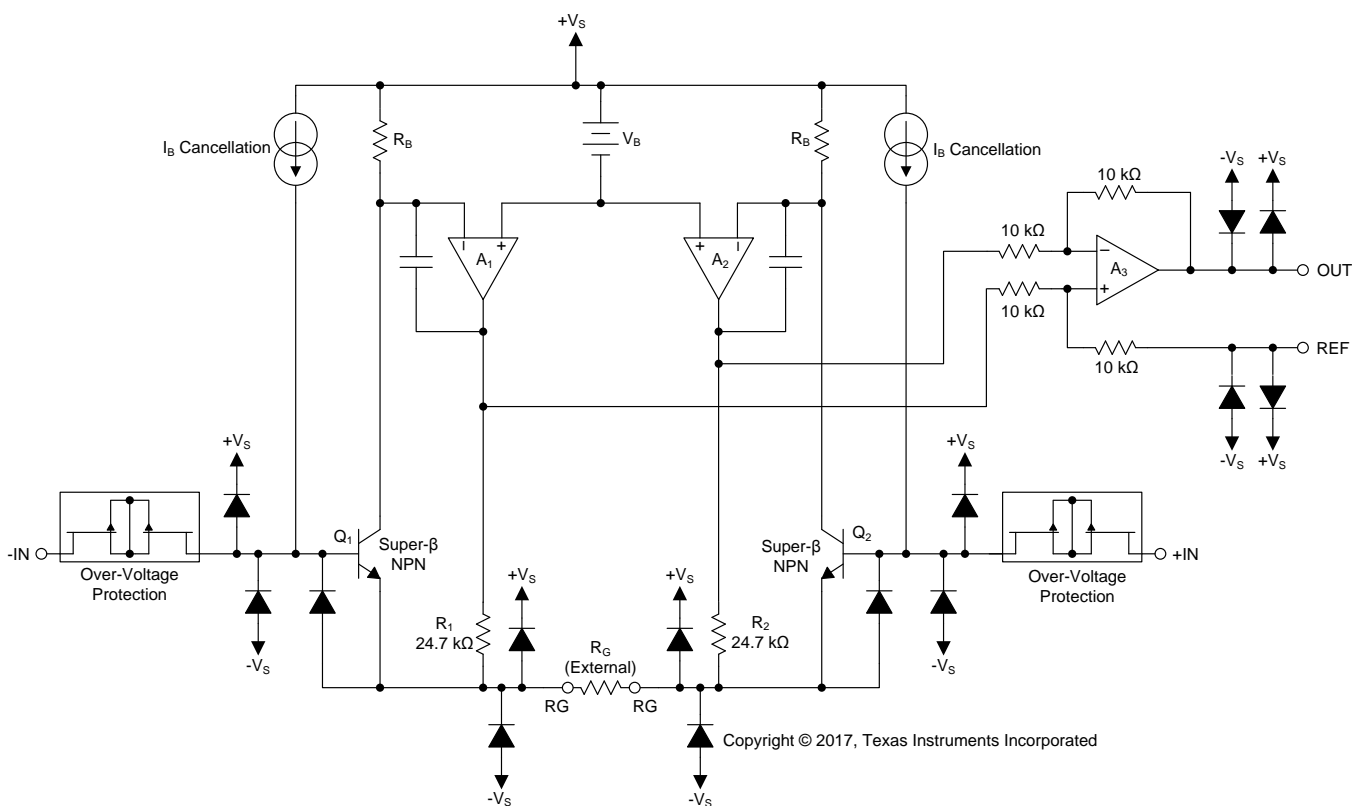 +VS
IB Cancellation
RB
VB
RB
IB Cancellation
-VS
+VS
10 kΩ
10 kΩ
− +
A1
+ −
A2
−
+
A3
OUT
10 kΩ
10 kΩ
REF
-VS
+VS
+VS
+VS
-IN
Over-Voltage
Protection
Q1
Super-β
NPN
+VS
+VS
Super-β
NPN
Q2
Over-Voltage
Protection
+IN
R1
24.7 kΩ
R2
24.7 kΩ
RG
(External)
-VS
-VS
RG
RG
Copyright © 2017, Texas Instruments Incorporated
-VS
-VS